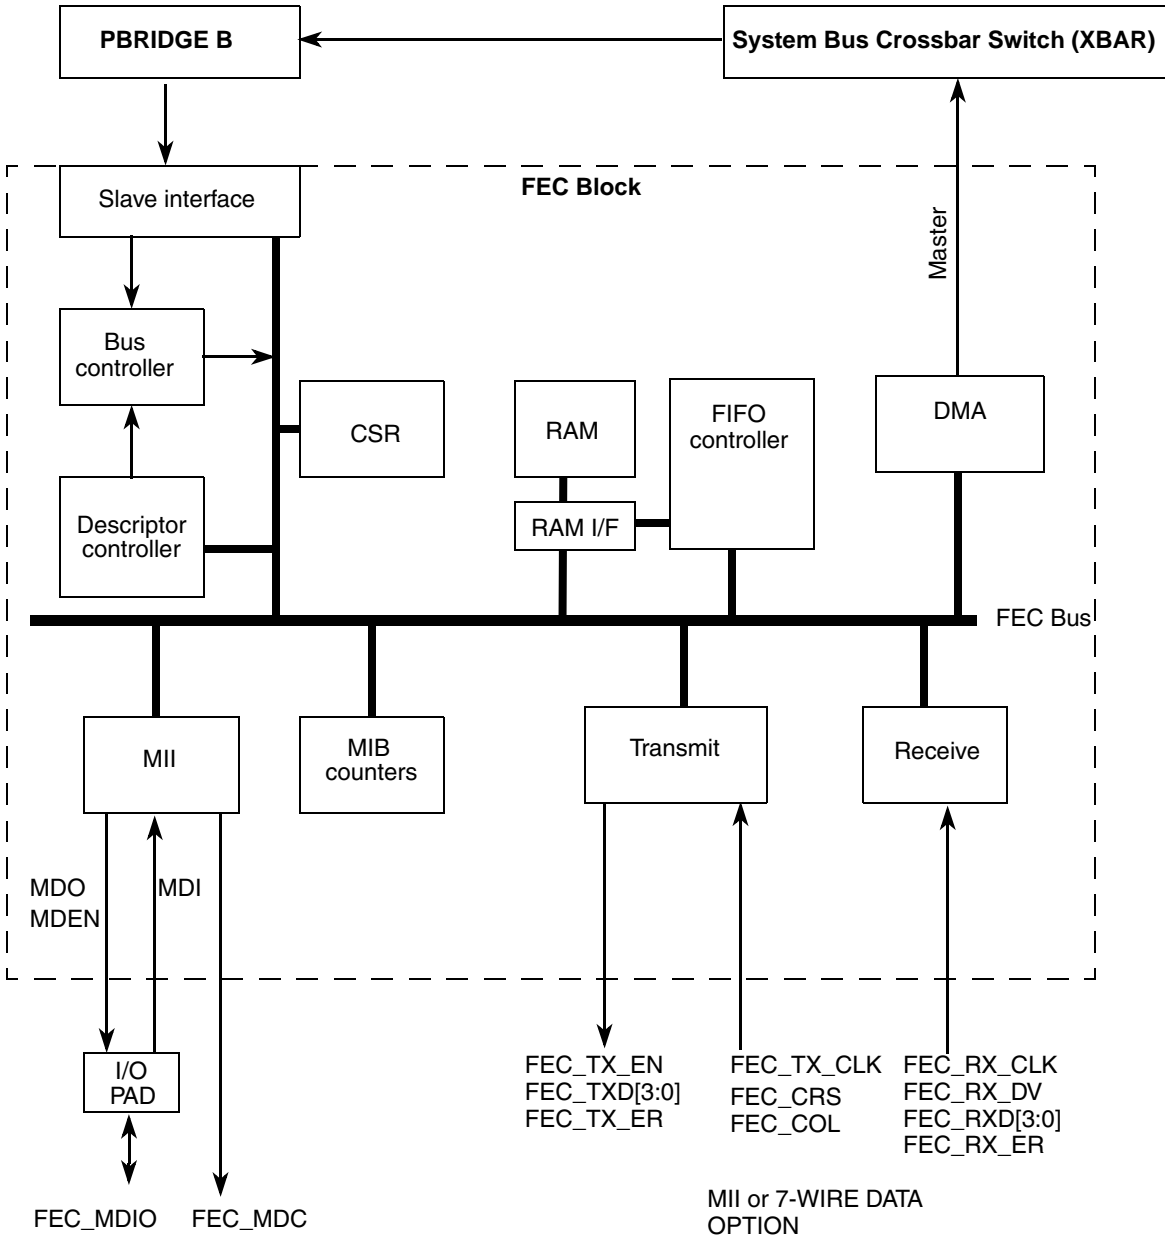 PBRIDGE B
System Bus Crossbar Switch (XBAR)
Slave interface
FEC Block
Master
Bus
controller
CSR
RAM
FIFO
controller
DMA
Descriptor
controller
RAM I/F
FEC Bus
MII
MIB
counters
Transmit
Receive
MDO
MDEN
MDI
I/O
PAD
FEC_TX_EN
FEC_TXD[3:0]
FEC_TX_ER
FEC_TX_CLK
FEC_CRS
FEC_COL
FEC_RX_CLK
FEC_RX_DV
FEC_RXD[3:0]
FEC_RX_ER
FEC_MDIO
FEC_MDC
MII or 7-WIRE DATA
OPTION